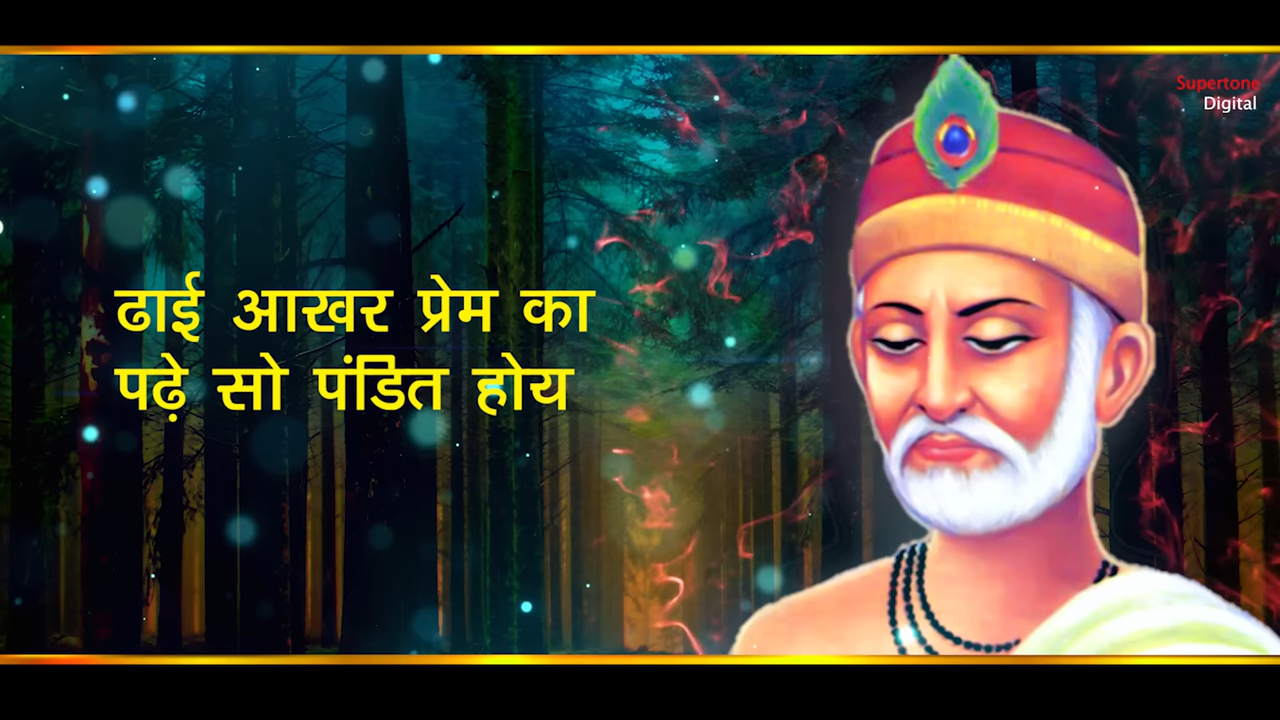 Supertone
Digital
ढाई आखर प्रेम का
पढ़े सो पंडित होय